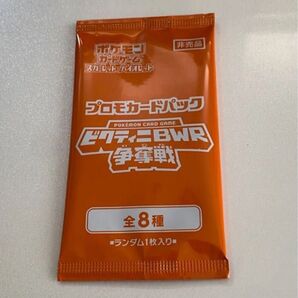 ポケモン
カードゲーム
スカーレット&バイオレット
非売品
プロモカードパック
POKÉMON CARD GAME
ビクティニBWR
争奪戦
全8種
■ランダム1枚入り■